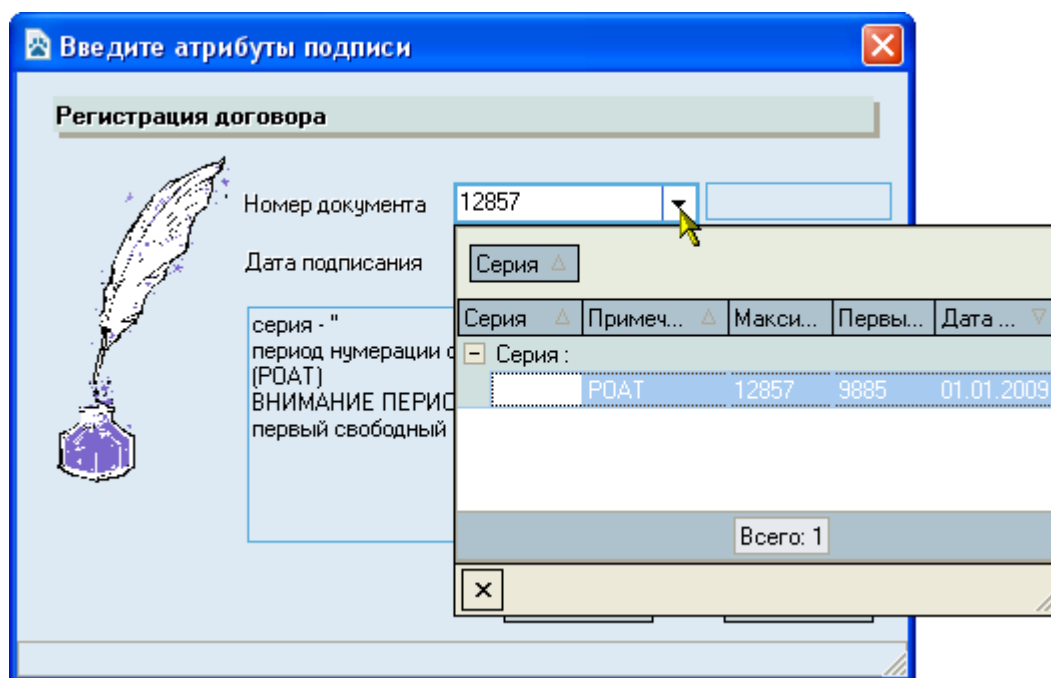 Введите атрибуты подписи
Регистрация договора
Номер документа 12857
Дата подписания
серия - "
период нумерации
(РОАТ)
ВНИМАНИЕ
первый свободный
Серия
Серия Примеч... Макси... Первы... Дата ...
Серия :
РОАТ 12857 9885 01.01.2009
Всего: 1